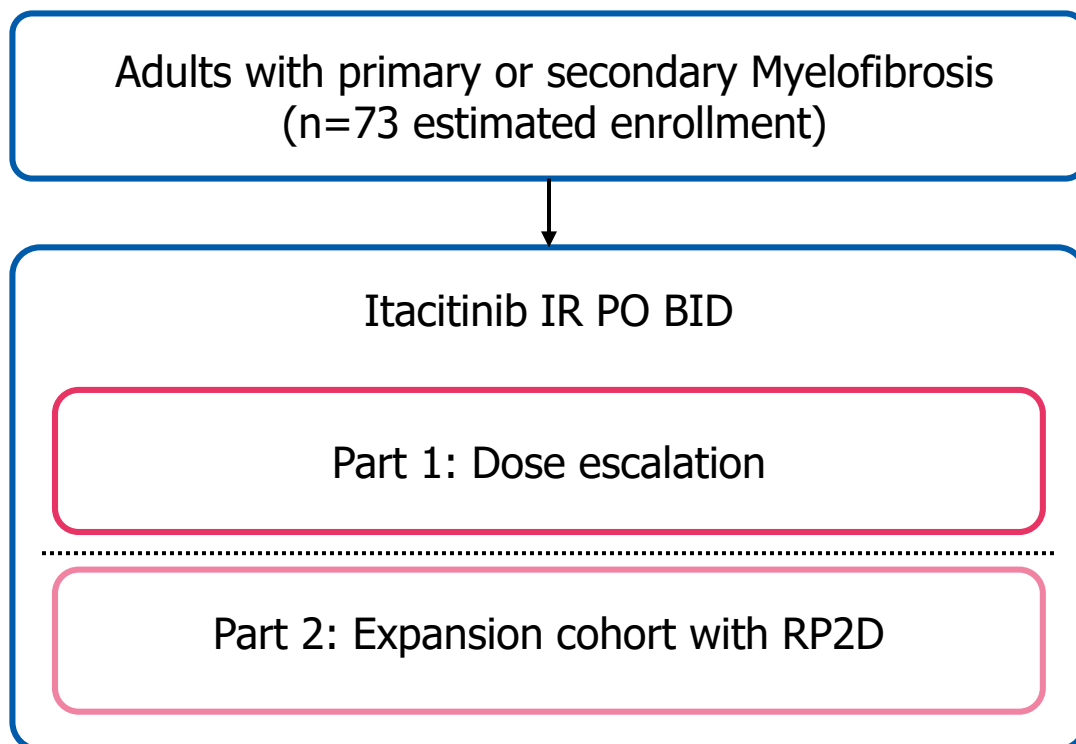 Adults with primary or secondary Myelofibrosis
(n=73 estimated enrollment)
Itacitinib IR PO BID
Part 1: Dose escalation
Part 2: Expansion cohort with RP2D